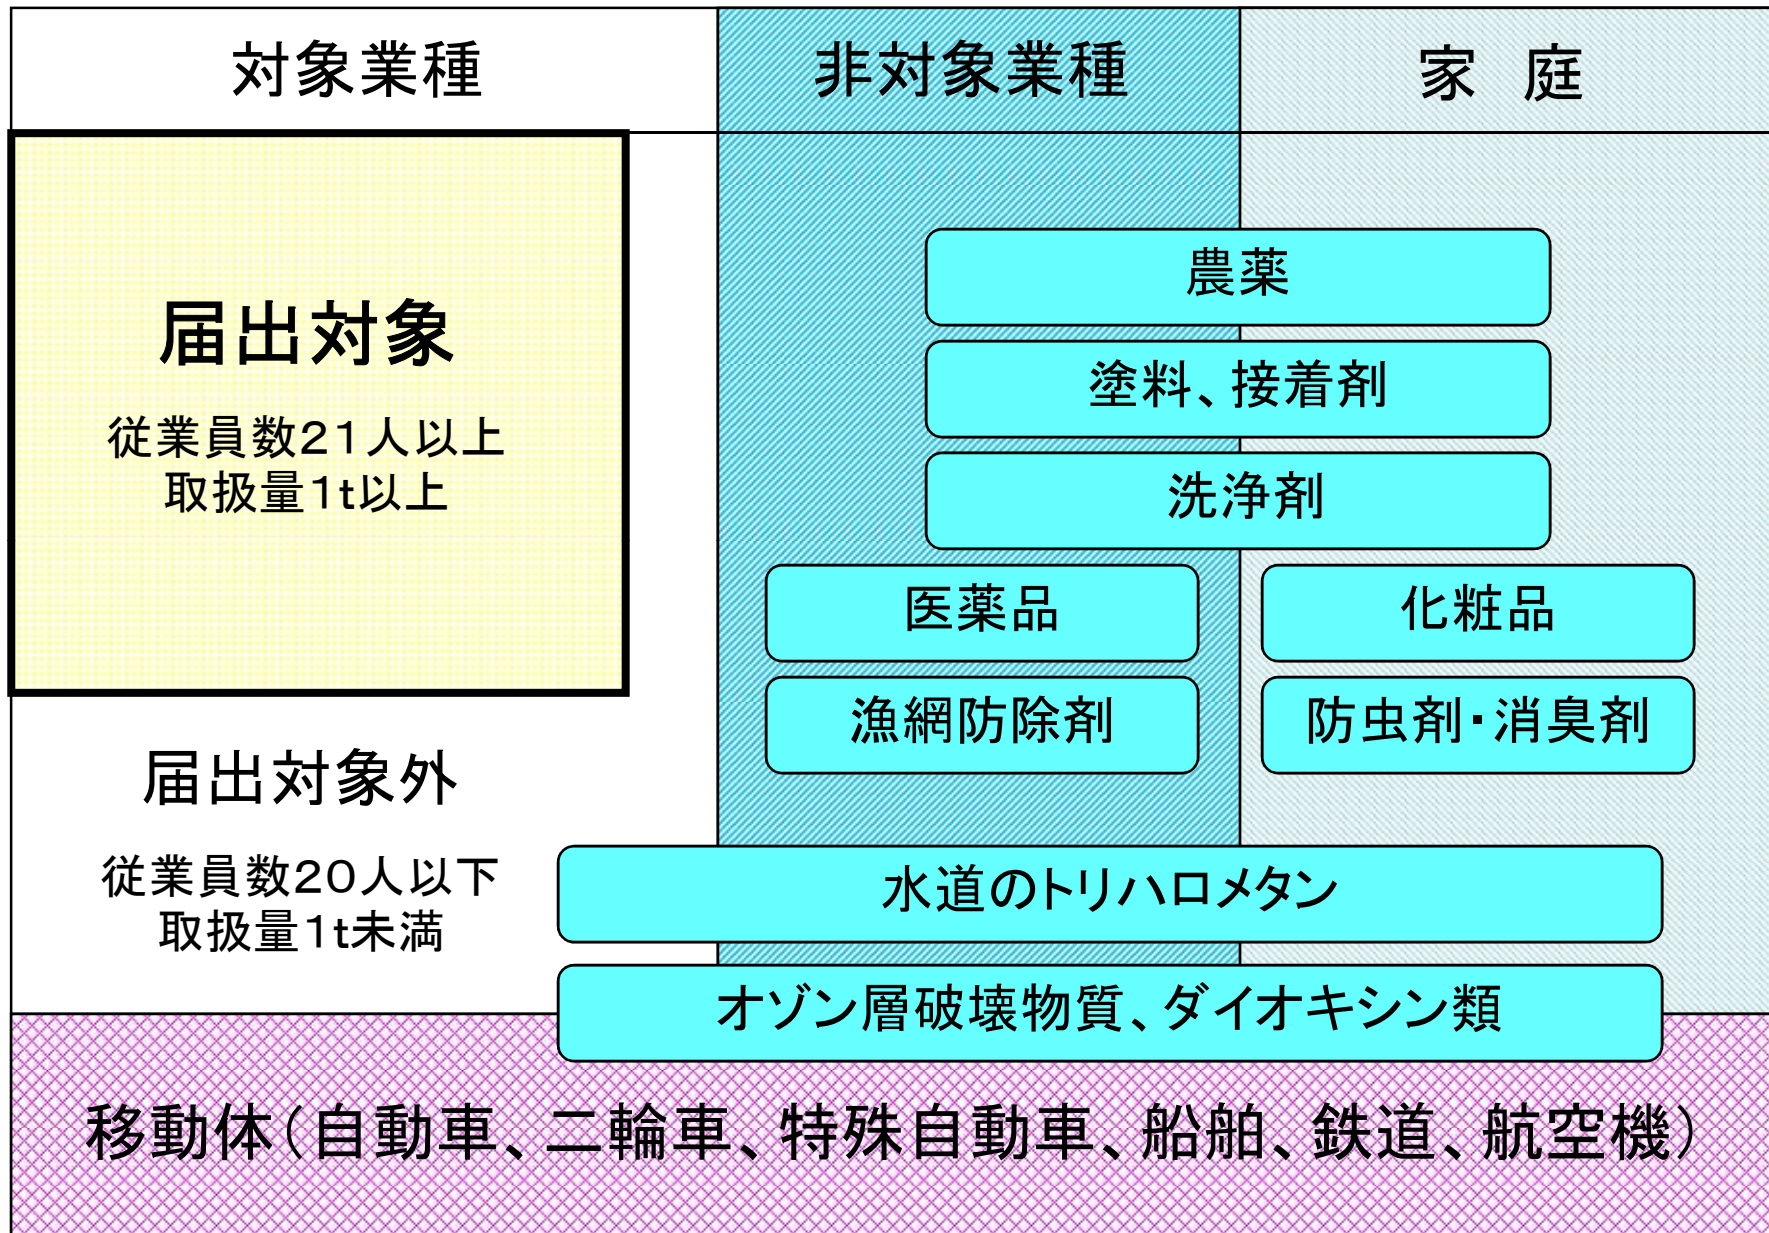 対象業種
非対象業種
家 庭
届出対象
従業員数21人以上
取扱量1t以上
農薬
塗料、接着剤
洗浄剤
医薬品
化粧品
漁網防除剤
防虫剤・消臭剤
届出対象外
従業員数20人以下
取扱量1t未満
水道のトリハロメタン
オゾン層破壊物質、ダイオキシン類
移動体(自動車、二輪車、特殊自動車、船舶、鉄道、航空機)